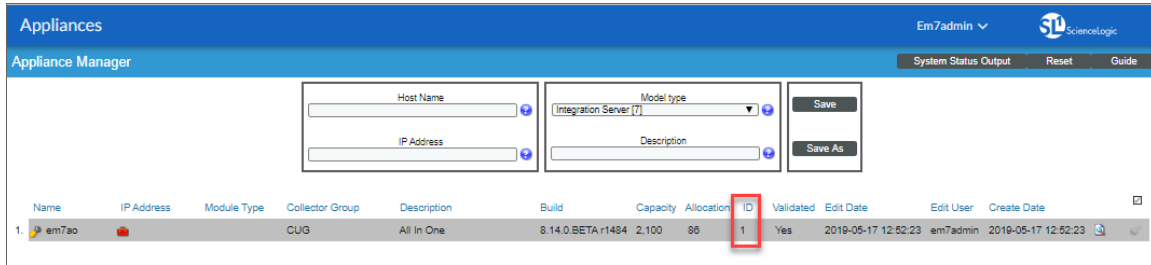 Appliances Em7admin SL1 ScienceLogic
Appliance Manager System Status Output Reset Guide
Host Name Model type
Integration Server [7] Save
IP Address Description
Save As
Name IP Address Module Type Collector Group Description Build Capacity Allocation ID Validated Edit Date Edit User Create Date
1. em7ao CUG All In One 8.14.0.BETA r1484 2,100 86 1 Yes 2019-05-17 12:52:23 em7admin 2019-05-17 12:52:23